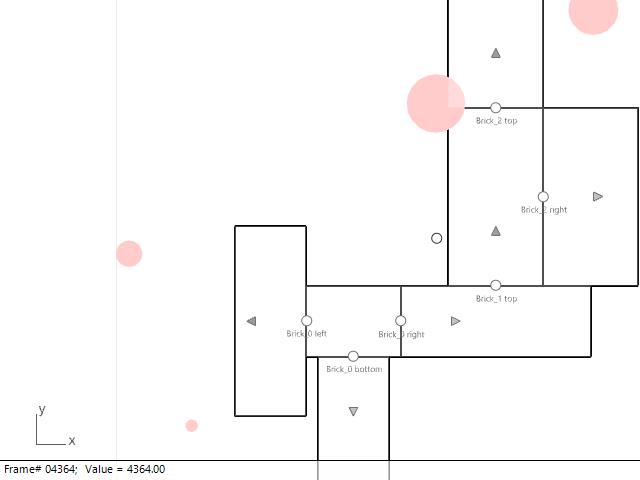 Brick_2 top
Brick_2 right
Brick_1 top
Brick_0 left
Brick_0 right
Brick_0 bottom
y
x
Frame# 04364; Value = 4364.00